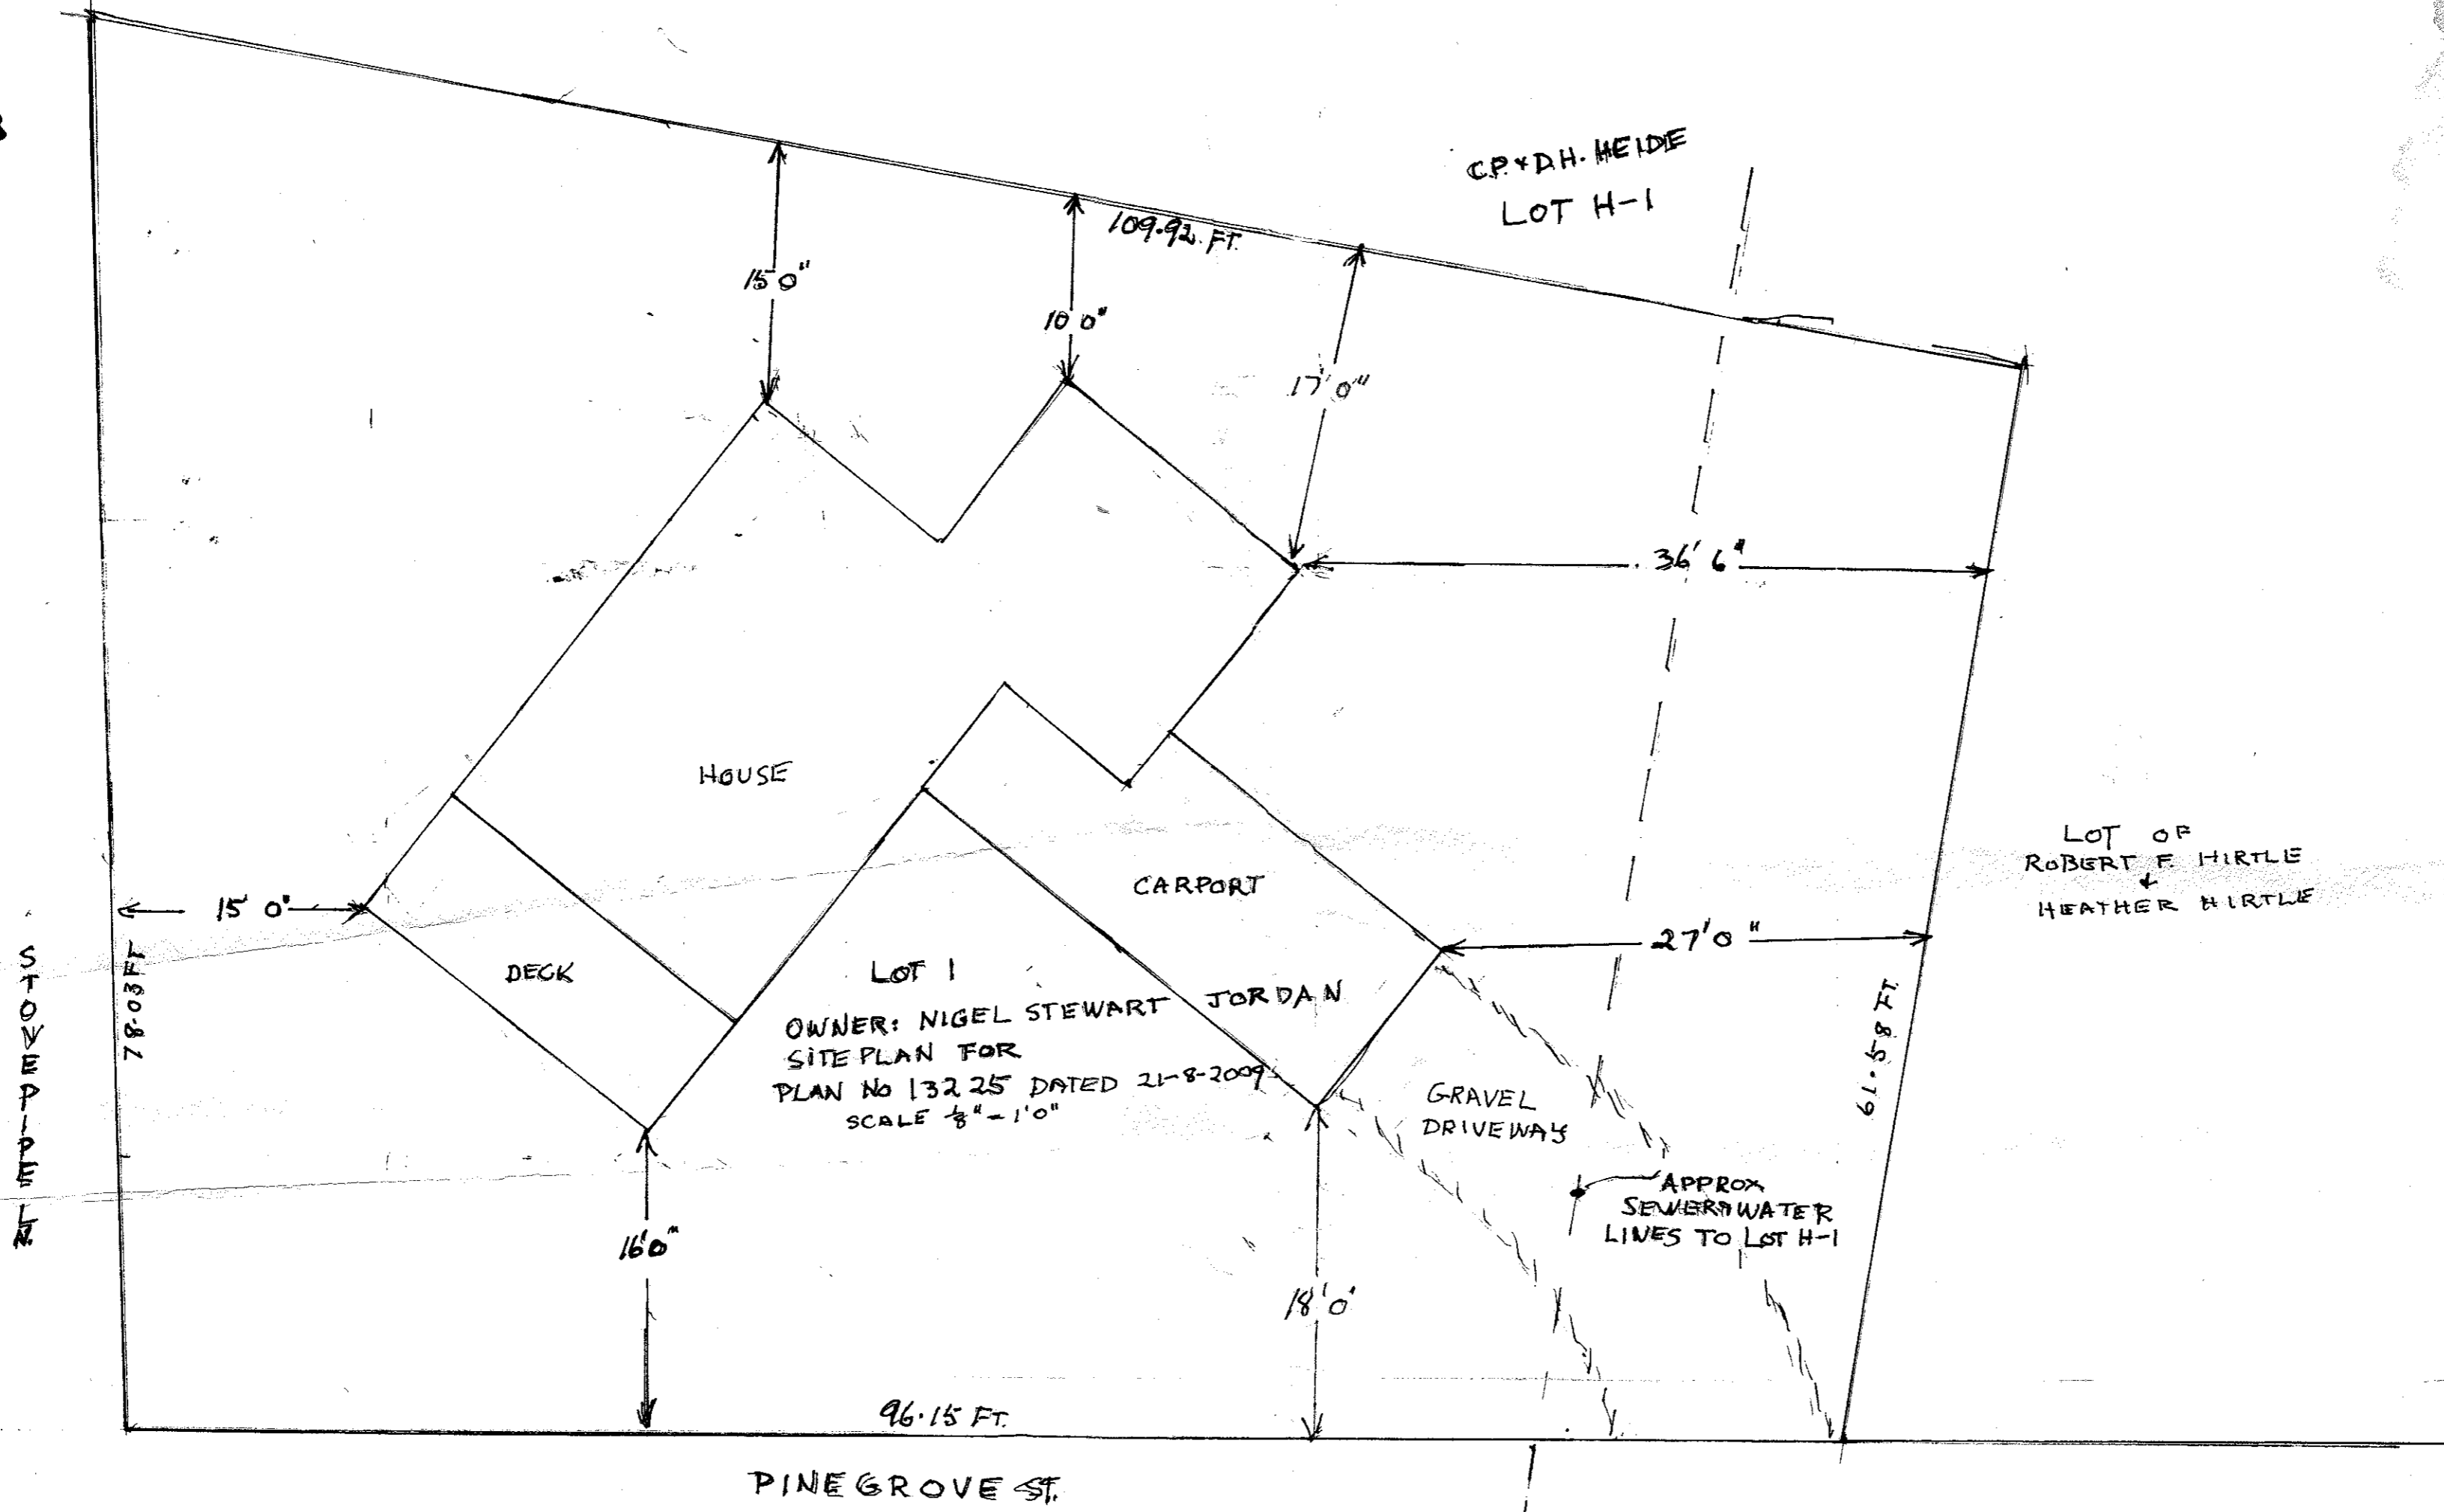 C.P. & D.H. HEIDE
LOT H-1
109.92 FT.
15'0"
10'0"
17'0"
36'6"
HOUSE
CARPORT
LOT OF
ROBERT F. HIRTLE
&
HEATHER HIRTLE
15'0"
27'0"
STOVEPIPE LN.
78.03 FT
DECK
LOT 1
OWNER: NIGEL STEWART JORDAN
SITE PLAN FOR
PLAN No 13225 DATED 21-8-2009
SCALE 1/8" = 1'0"
61.58 FT.
GRAVEL
DRIVEWAY
APPROX
SEWER & WATER
LINES TO LOT H-1
16'0"
18'0"
96.15 FT.
PINEGROVE ST.